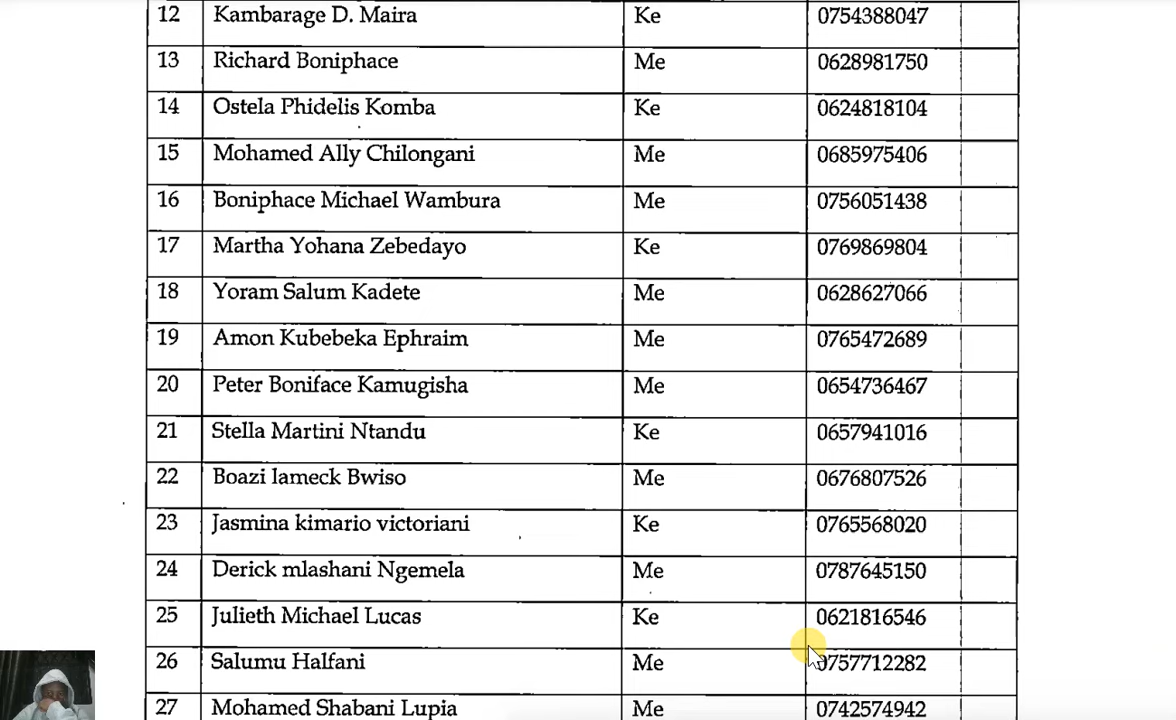 12 Kambarage D. Maira Ke 0754388047
13 Richard Boniphace Me 0628981750
14 Ostela Phidelis Komba Ke 0624818104
15 Mohamed Ally Chilongani Me 0685975406
16 Boniphace Michael Wambura Me 0756051438
17 Martha Yohana Zebedayo Ke 0769869804
18 Yoram Salum Kadete Me 0628627066
19 Amon Kubebeka Ephraim Me 0765472689
20 Peter Boniface Kamugisha Me 0654736467
21 Stella Martini Ntandu Ke 0657941016
22 Boazi lameck Bwiso Me 0676807526
23 Jasmina kimario victoriani Ke 0765568020
24 Derick mlashani Ngemela Me 0787645150
25 Julieth Michael Lucas Ke 0621816546
26 Salumu Halfani Me 0757712282
27 Mohamed Shabani Lupia Me 0742574942